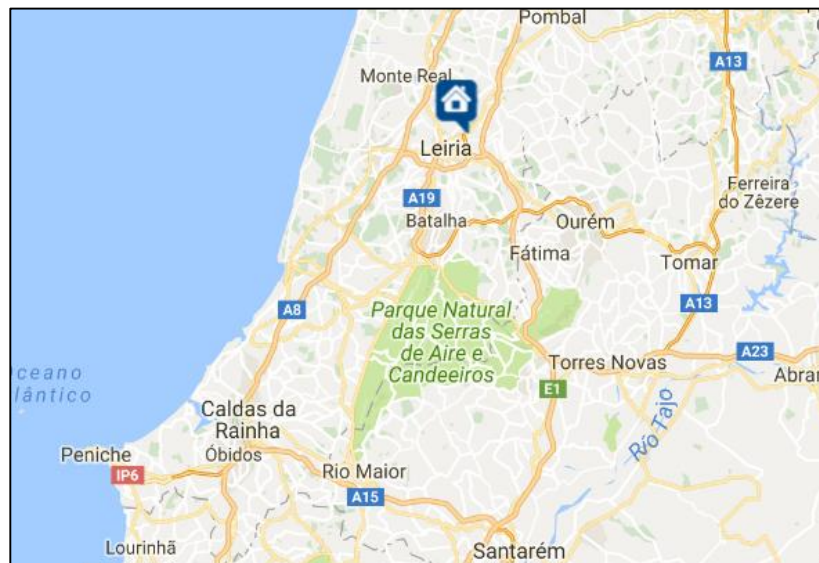 Pombal
A13
Monte Real
Leiria
Ferreira
do Zêzere
A19
Batalha
Ourém
Fátima
Tomar
A13
A8
Parque Natural
das Serras
de Aire e
Candeeiros
Torres Novas
A23
Abran
E1
ceano
lântico
Caldas da
Rainha
Río Tajo
Peniche
Óbidos
IP6
Rio Maior
A15
Lourinhã
Santarém